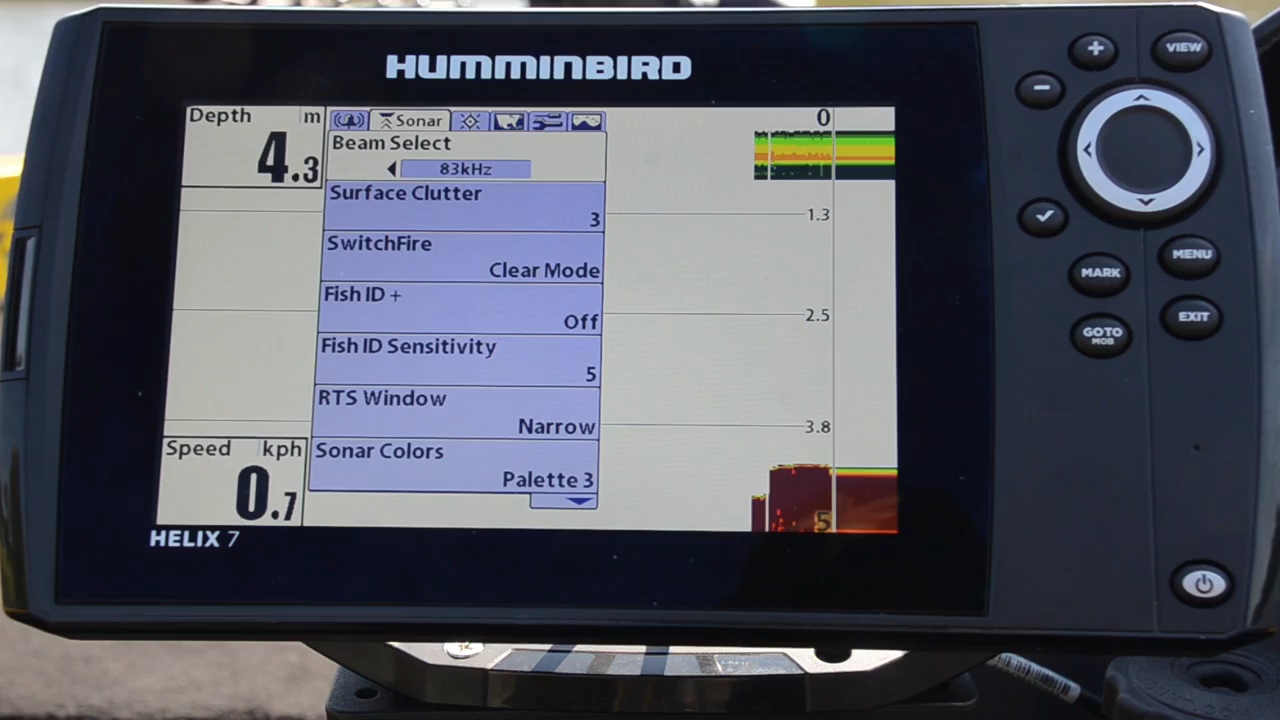 HUMMINBIRD
Depth m
4.3
Sonar
Beam Select
83kHz
Surface Clutter
3
SwitchFire
Clear Mode
Fish ID +
Off
Fish ID Sensitivity
5
RTS Window
Narrow
Sonar Colors
Palette 3
Speed kph
0.7
0
1.3
2.5
3.8
5
HELIX 7
+
VIEW
-
MENU
MARK
EXIT
GO TO
MOB